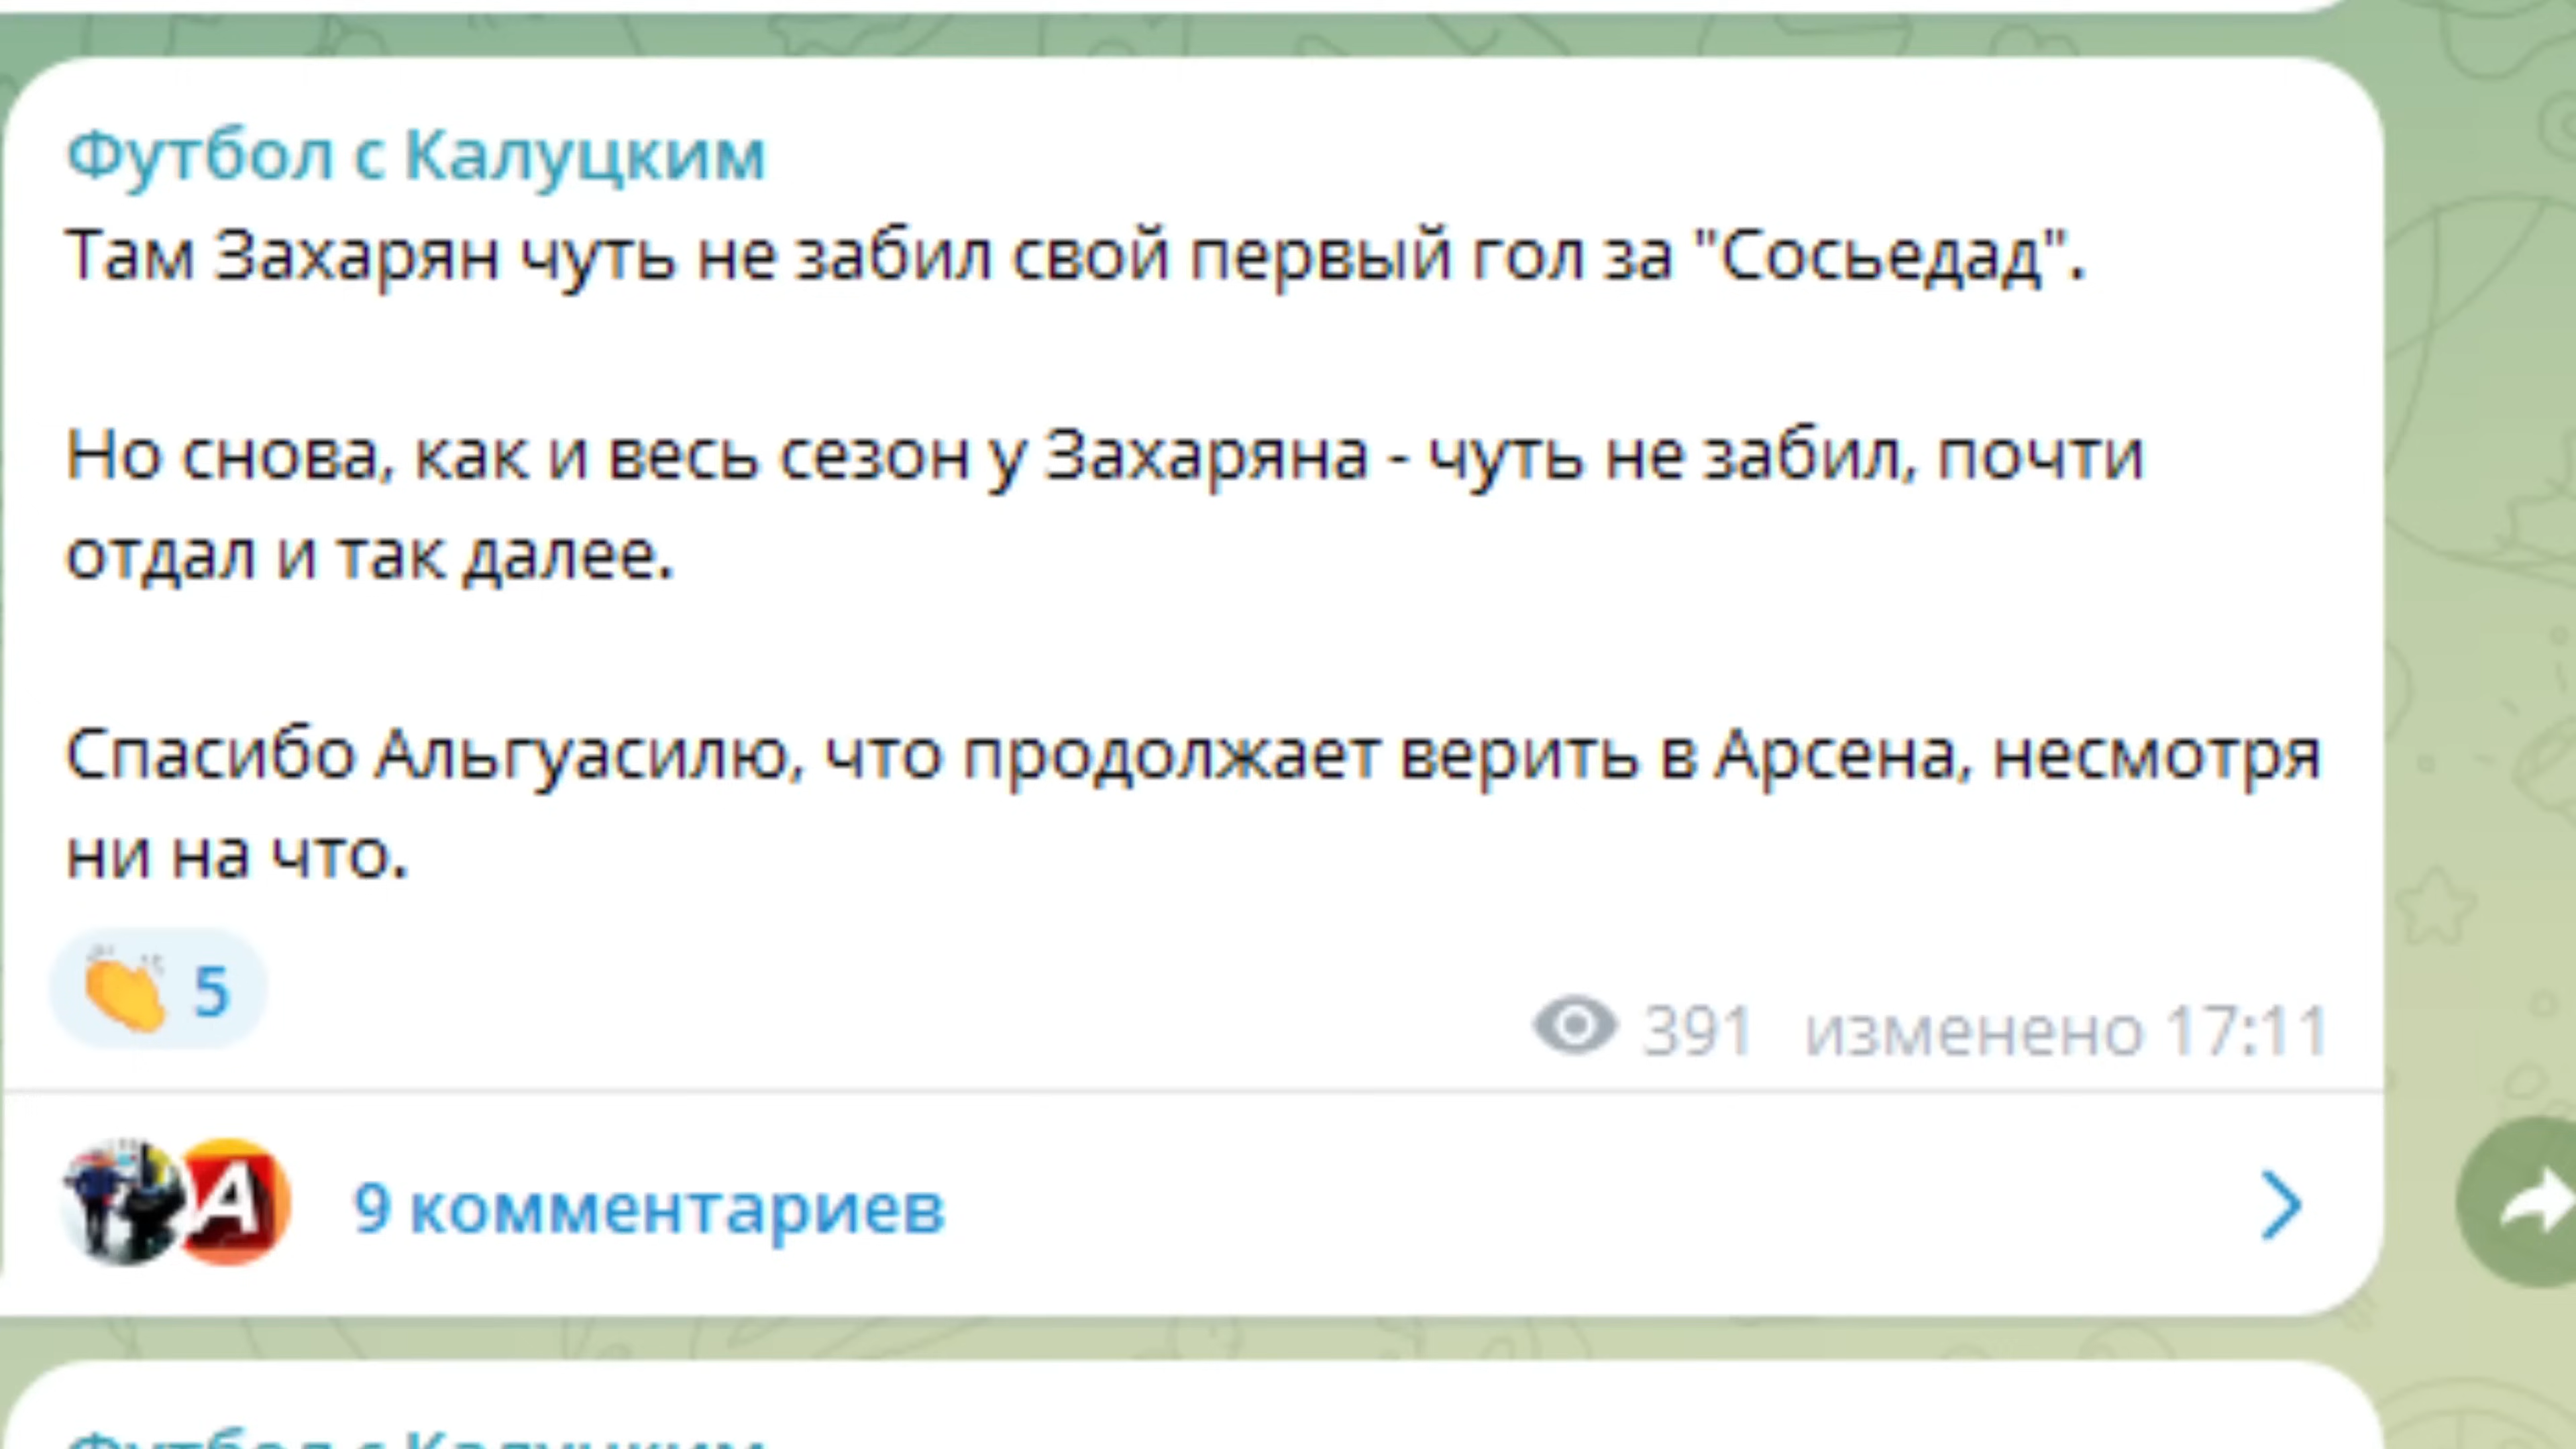 Футбол с Калуцким
Там Захарян чуть не забил свой первый гол за "Сосьедад".
Но снова, как и весь сезон у Захаряна - чуть не забил, почти
отдал и так далее.
Спасибо Альгуасилю, что продолжает верить в Арсена, несмотря
ни на что.
5
391 изменено 17:11
A
9 комментариев
Футбол с Калуцким